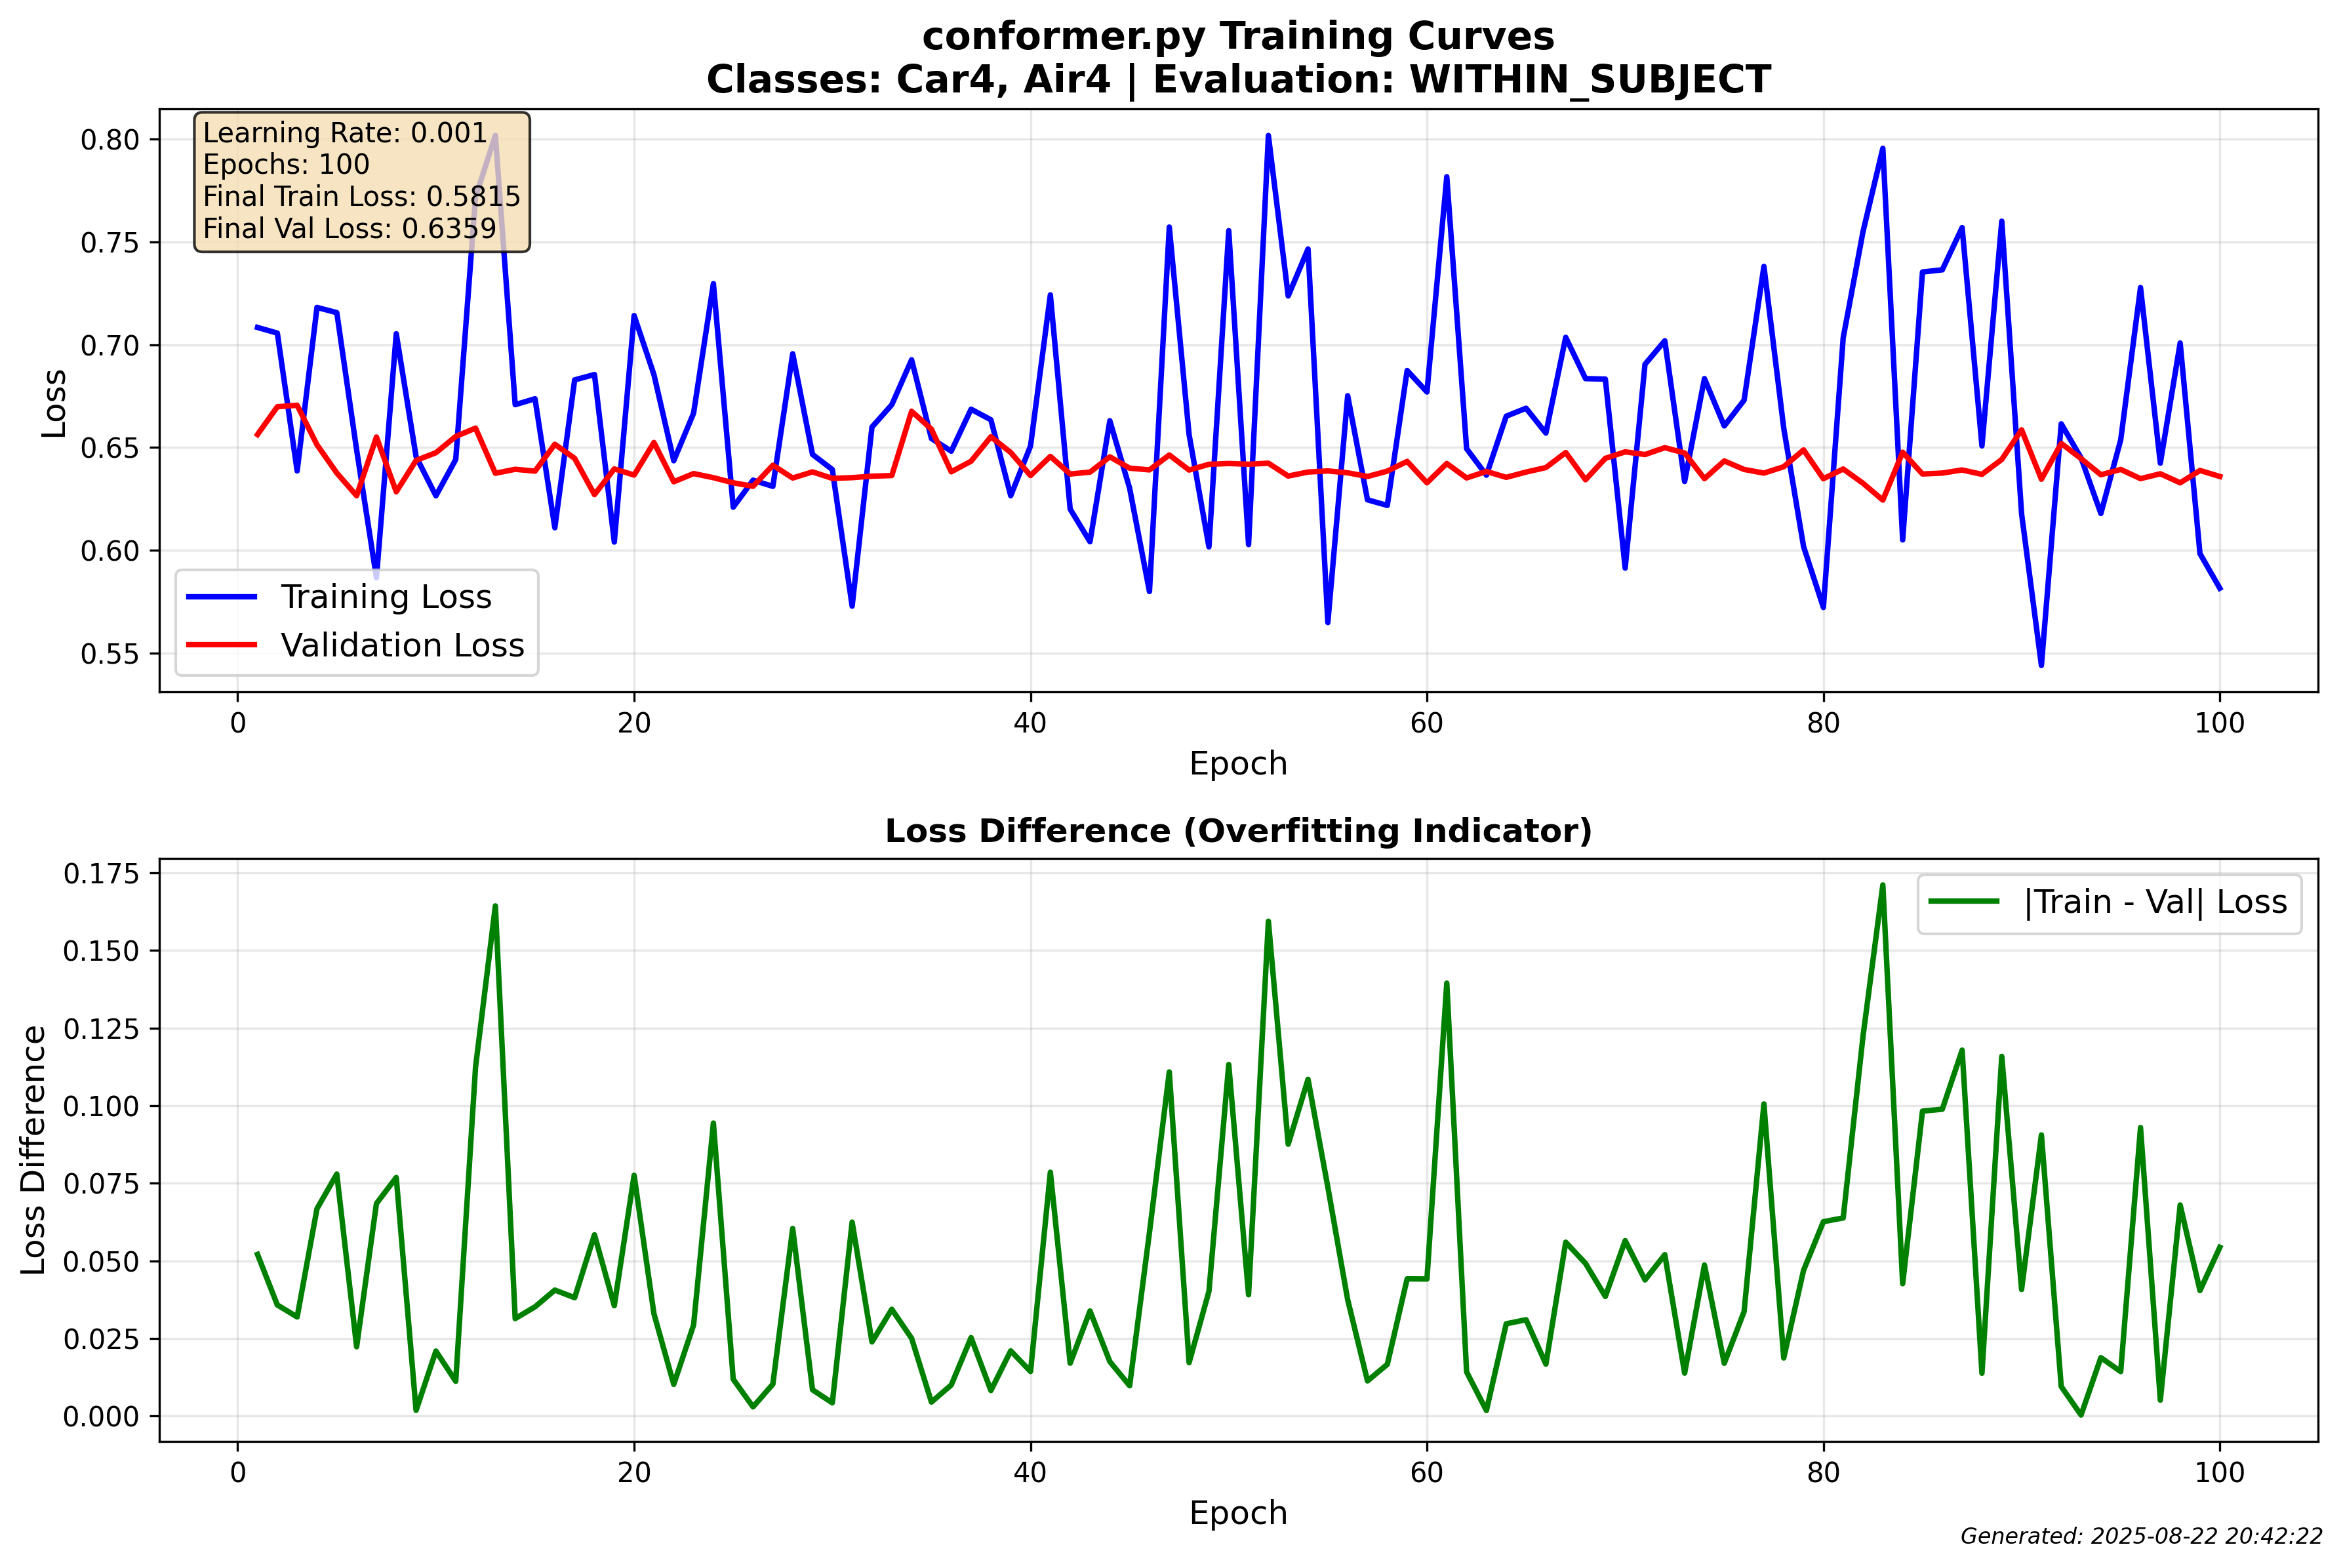 conformer.py Training Curves
Classes: Car4, Air4 | Evaluation: WITHIN_SUBJECT
Learning Rate: 0.001
Epochs: 100
Final Train Loss: 0.5815
Final Val Loss: 0.6359
0.80
0.75
0.70
0.65
0.60
0.55
Loss
Training Loss
Validation Loss
0 20 40 60 80 100
Epoch
Loss Difference (Overfitting Indicator)
|Train - Val| Loss
0.175
0.150
0.125
0.100
0.075
0.050
0.025
0.000
Loss Difference
0 20 40 60 80 100
Epoch
Generated: 2025-08-22 20:42:22